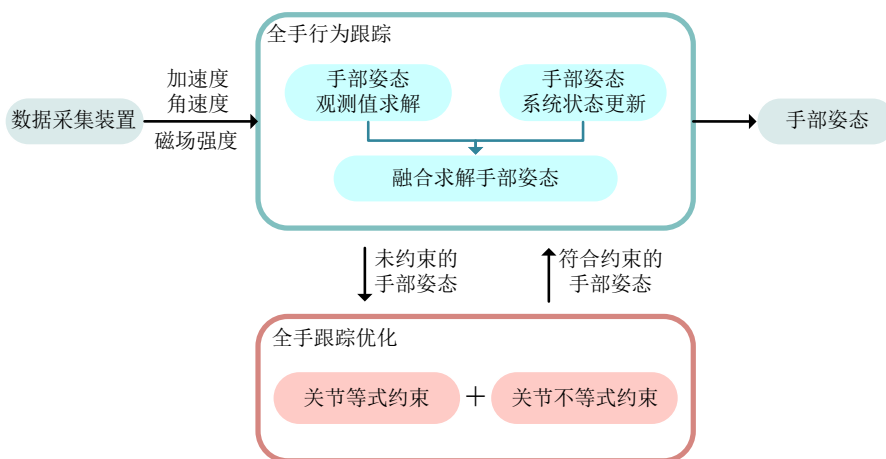 全手行为跟踪
加速度
角速度
磁场强度
数据采集装置
手部姿态
观测值求解
手部姿态
系统状态更新
融合求解手部姿态
手部姿态
未约束的
手部姿态
符合约束的
手部姿态
全手跟踪优化
关节等式约束
+
关节不等式约束